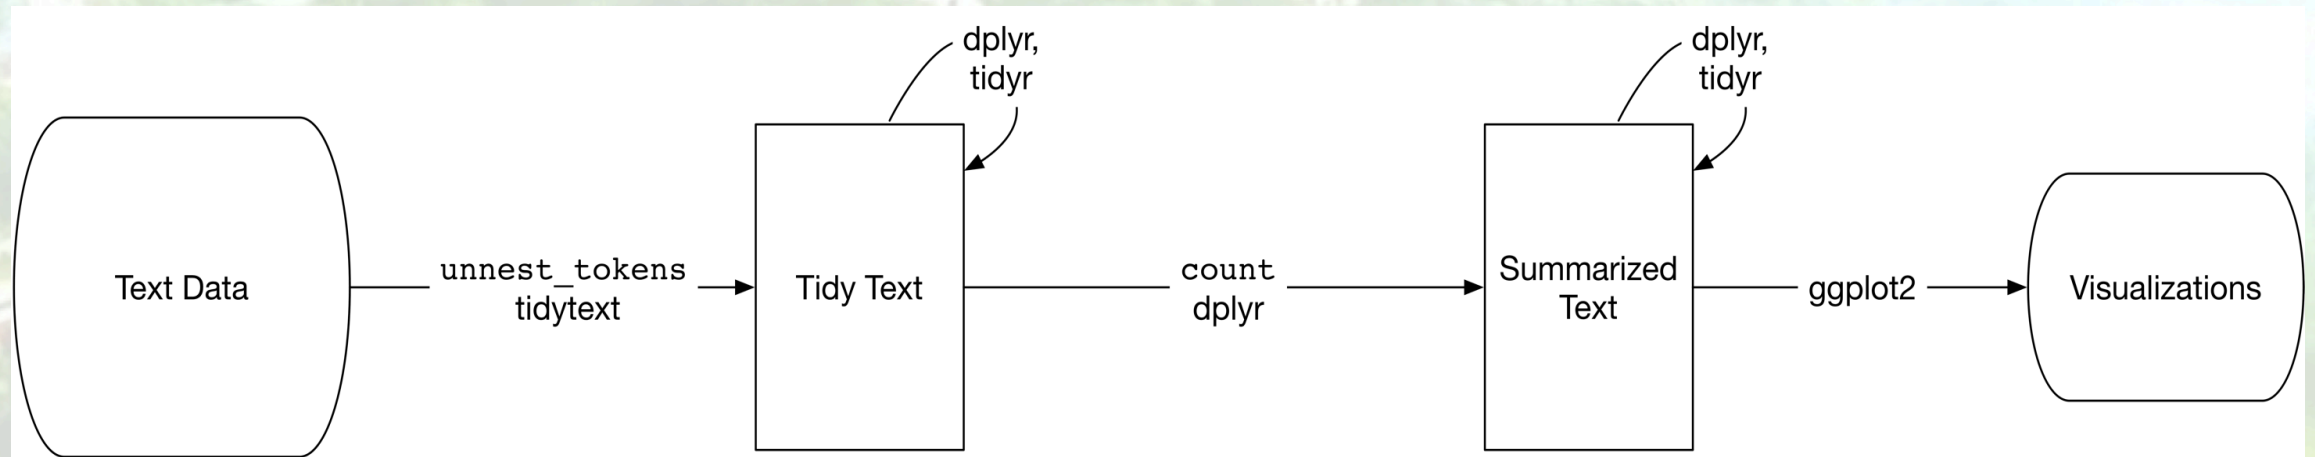 Text Data
unnest_tokens
tidytext
dplyr,
tidyr
Tidy Text
count
dplyr
dplyr,
tidyr
Summarized
Text
ggplot2
Visualizations